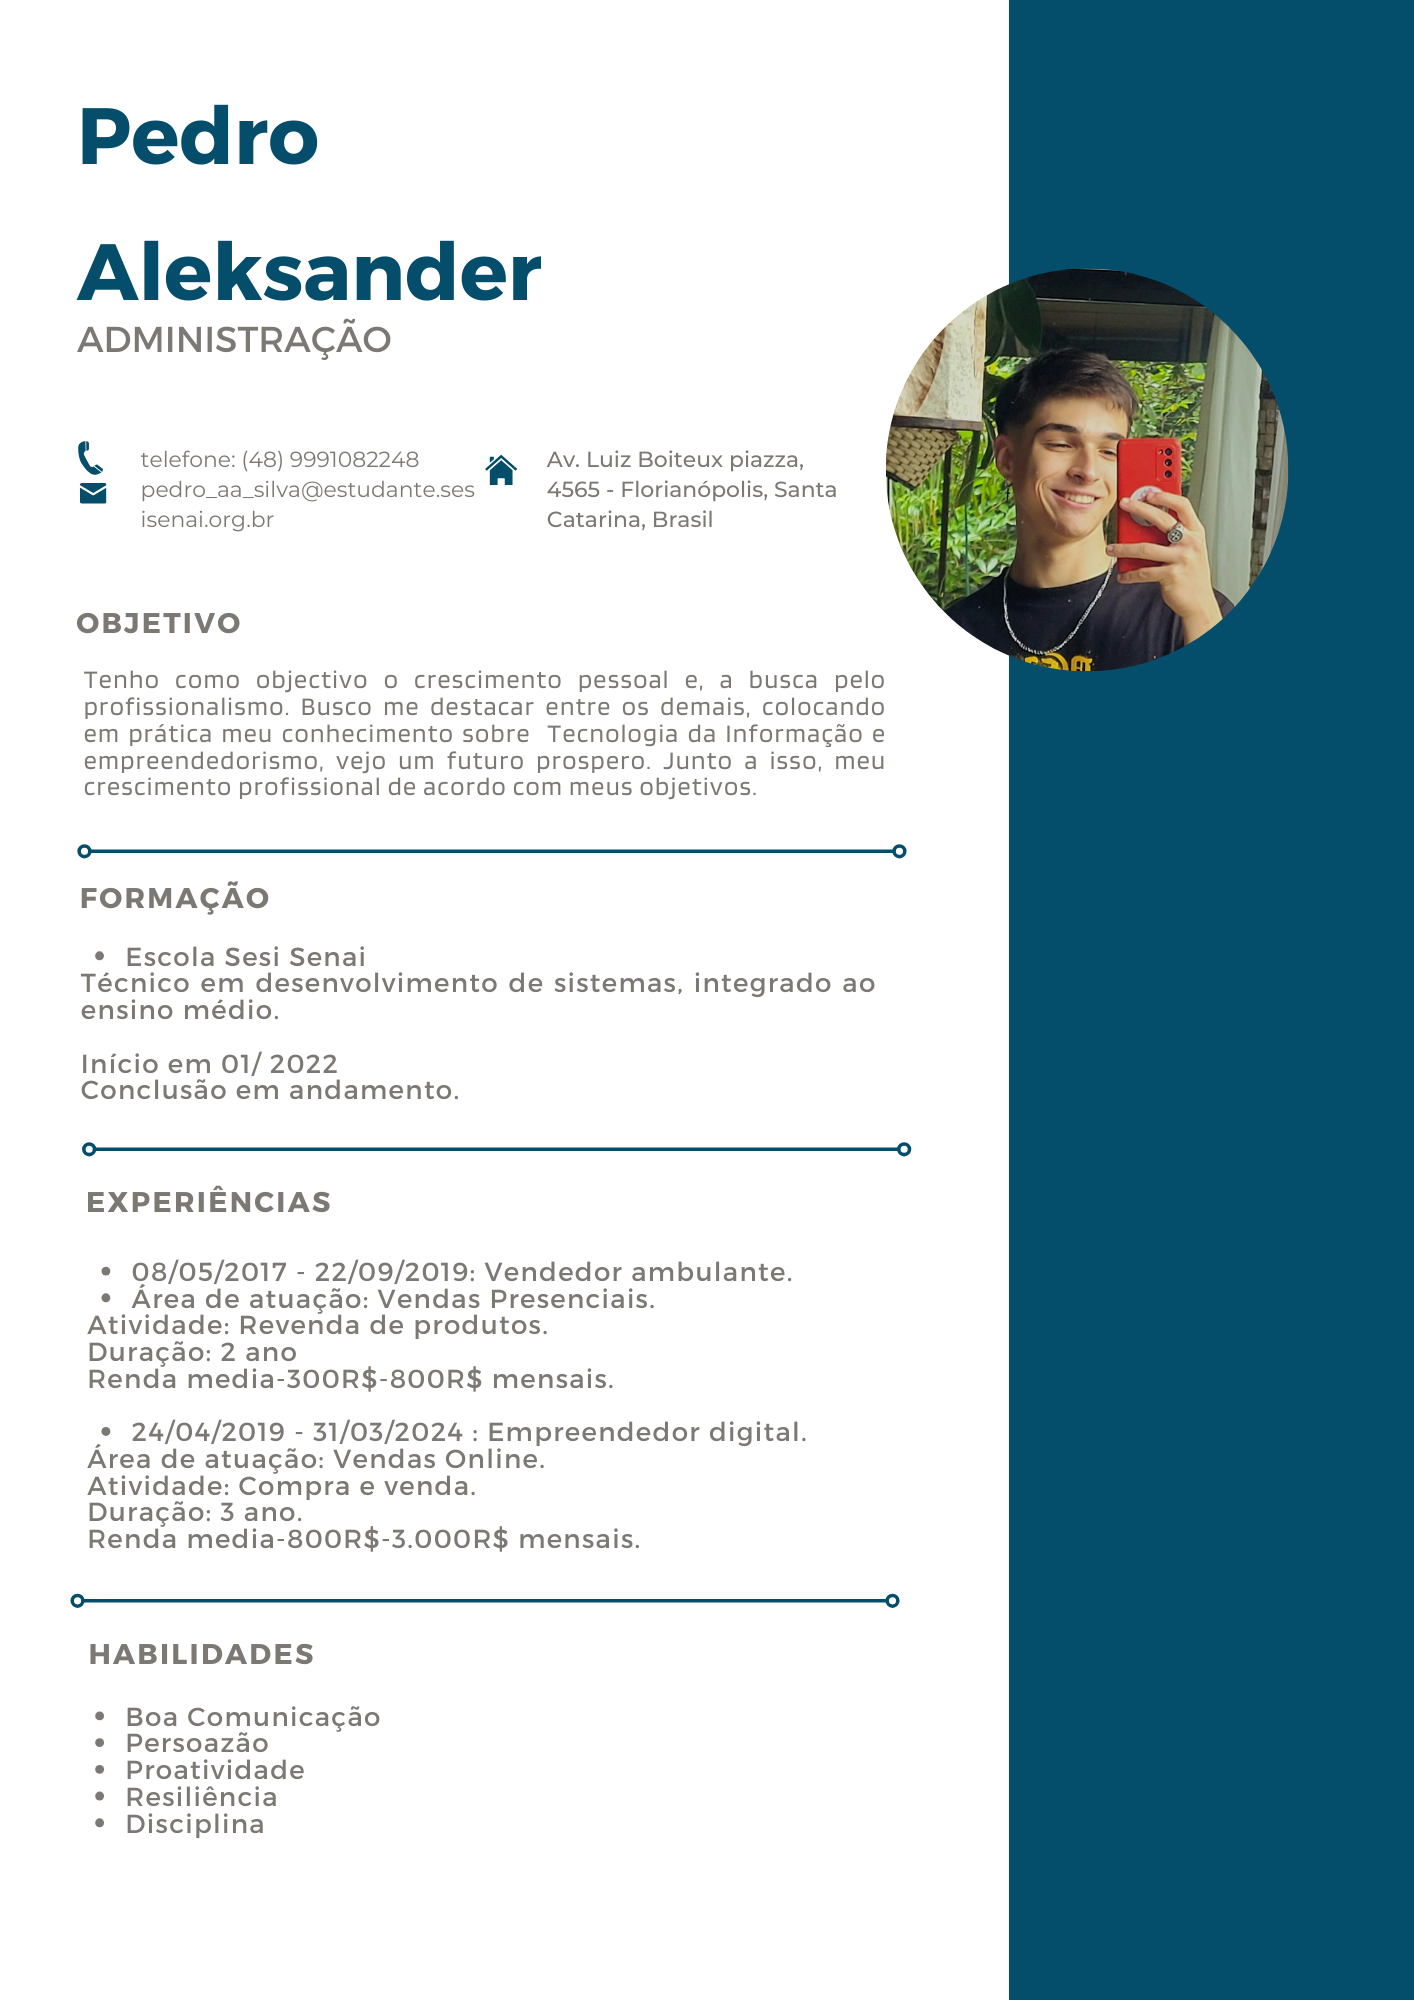 Pedro
Aleksander
ADMINISTRAÇÃO
telefone: (48) 9991082248
pedro_aa_silva@estudante.ses
isenai.org.br
Av. Luiz Boiteux piazza,
4565 - Florianópolis, Santa
Catarina, Brasil
OBJETIVO
Tenho como objectivo o crescimento pessoal e, a busca pelo
profissionalismo. Busco me destacar entre os demais, colocando
em prática meu conhecimento sobre  Tecnologia da Informação e
empreendedorismo, vejo um futuro prospero. Junto a isso, meu
crescimento profissional de acordo com meus objetivos.
FORMAÇÃO
• Escola Sesi Senai
Técnico em desenvolvimento de sistemas, integrado ao
ensino médio.
Início em 01/ 2022
Conclusão em andamento.
EXPERIÊNCIAS
• 08/05/2017 - 22/09/2019: Vendedor ambulante.
• Área de atuação: Vendas Presenciais.
Atividade: Revenda de produtos.
Duração: 2 ano
Renda media-300R$-800R$ mensais.
• 24/04/2019 - 31/03/2024 : Empreendedor digital.
Área de atuação: Vendas Online.
Atividade: Compra e venda.
Duração: 3 ano.
Renda media-800R$-3.000R$ mensais.
HABILIDADES
• Boa Comunicação
• Persoazão
• Proatividade
• Resiliência
• Disciplina